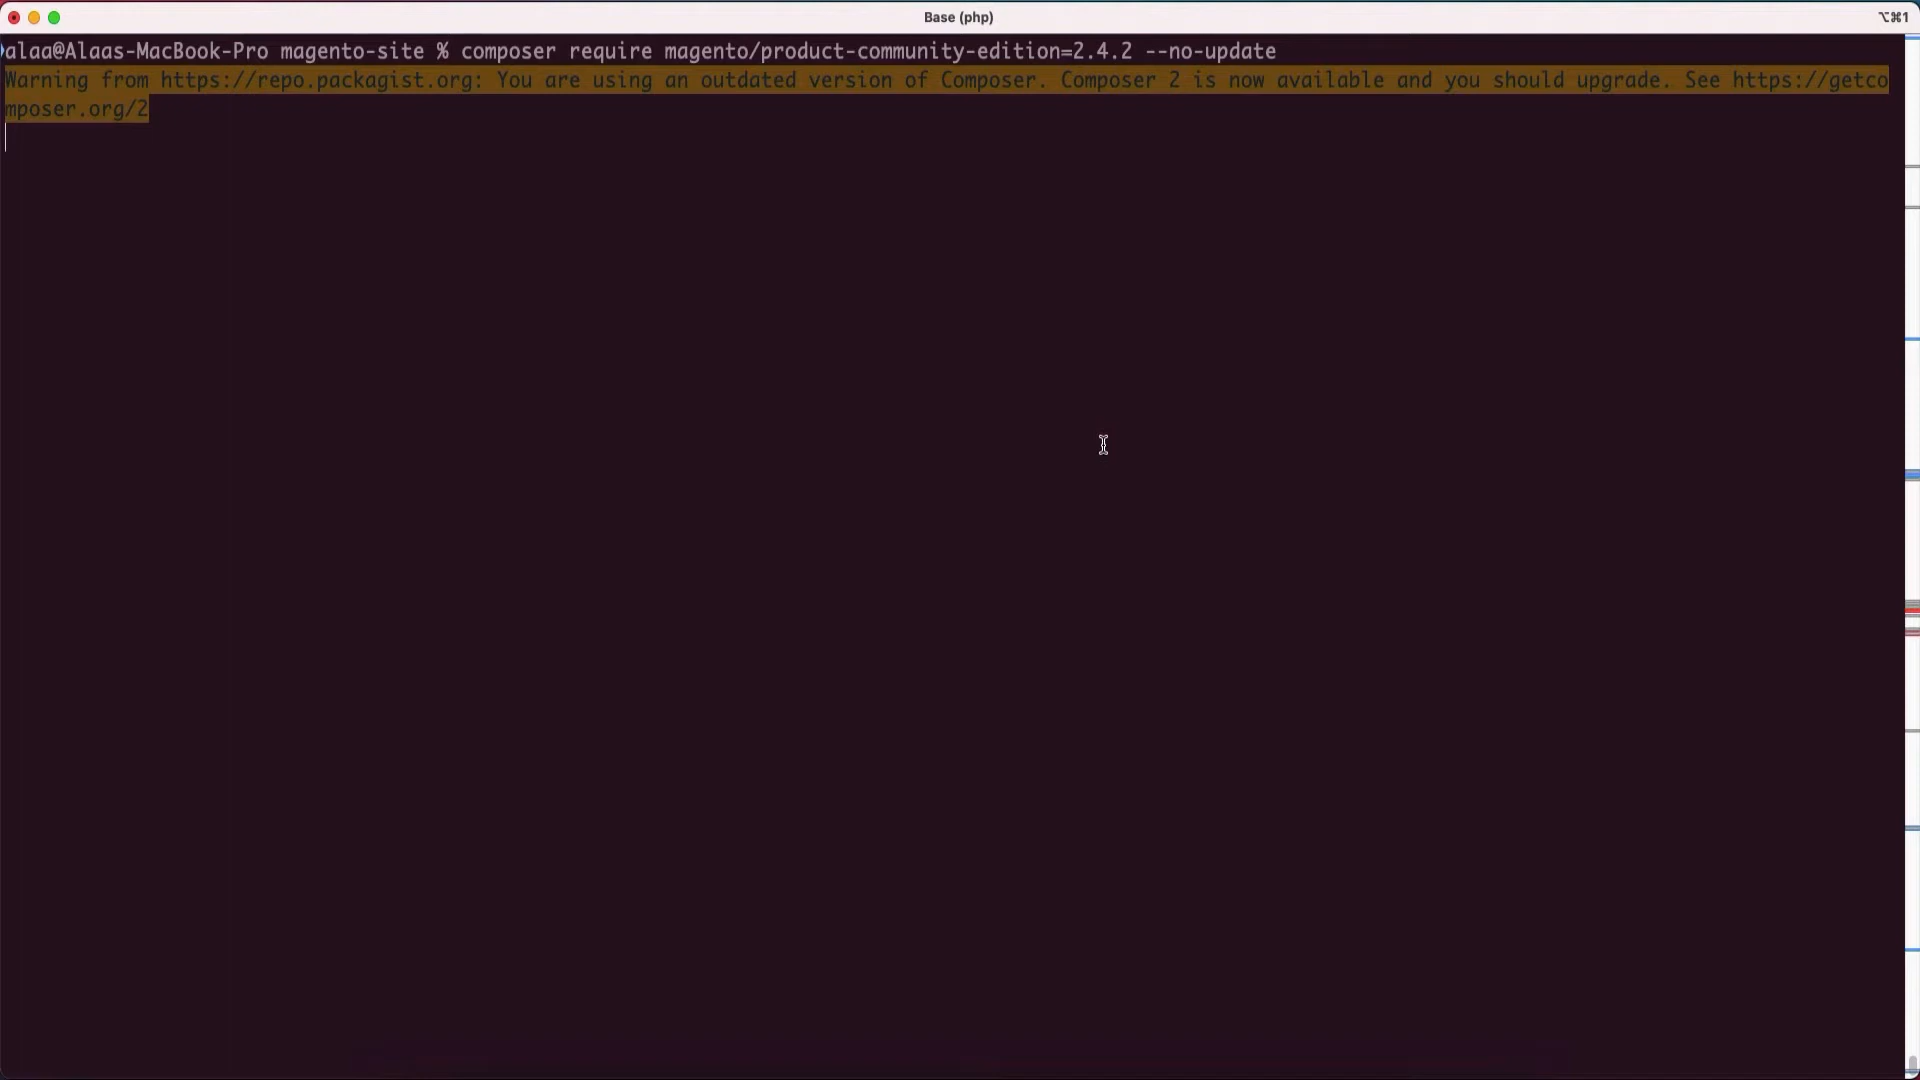 Base (php)
⌥⌘1
alaa@Alaas-MacBook-Pro magento-site % composer require magento/product-community-edition=2.4.2 --no-update
Warning from https://repo.packagist.org: You are using an outdated version of Composer. Composer 2 is now available and you should upgrade. See https://getco
mposer.org/2